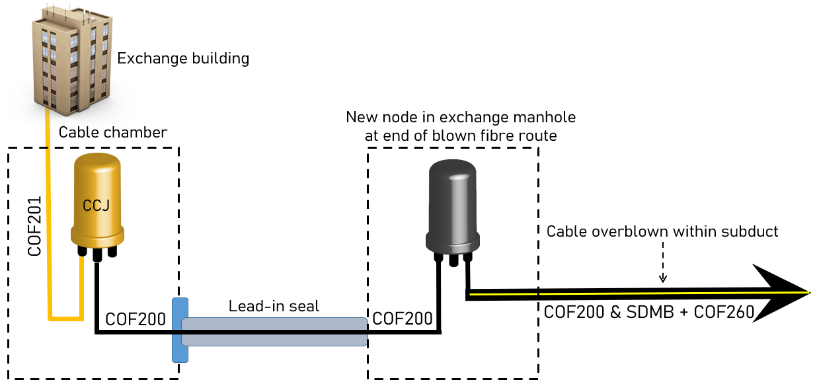 Exchange building
Cable chamber
New node in exchange manhole
at end of blown fibre route
CCJ
COF201
Cable overblown within subduct
Lead-in seal
COF200
COF200
COF200 & SDMB + COF260